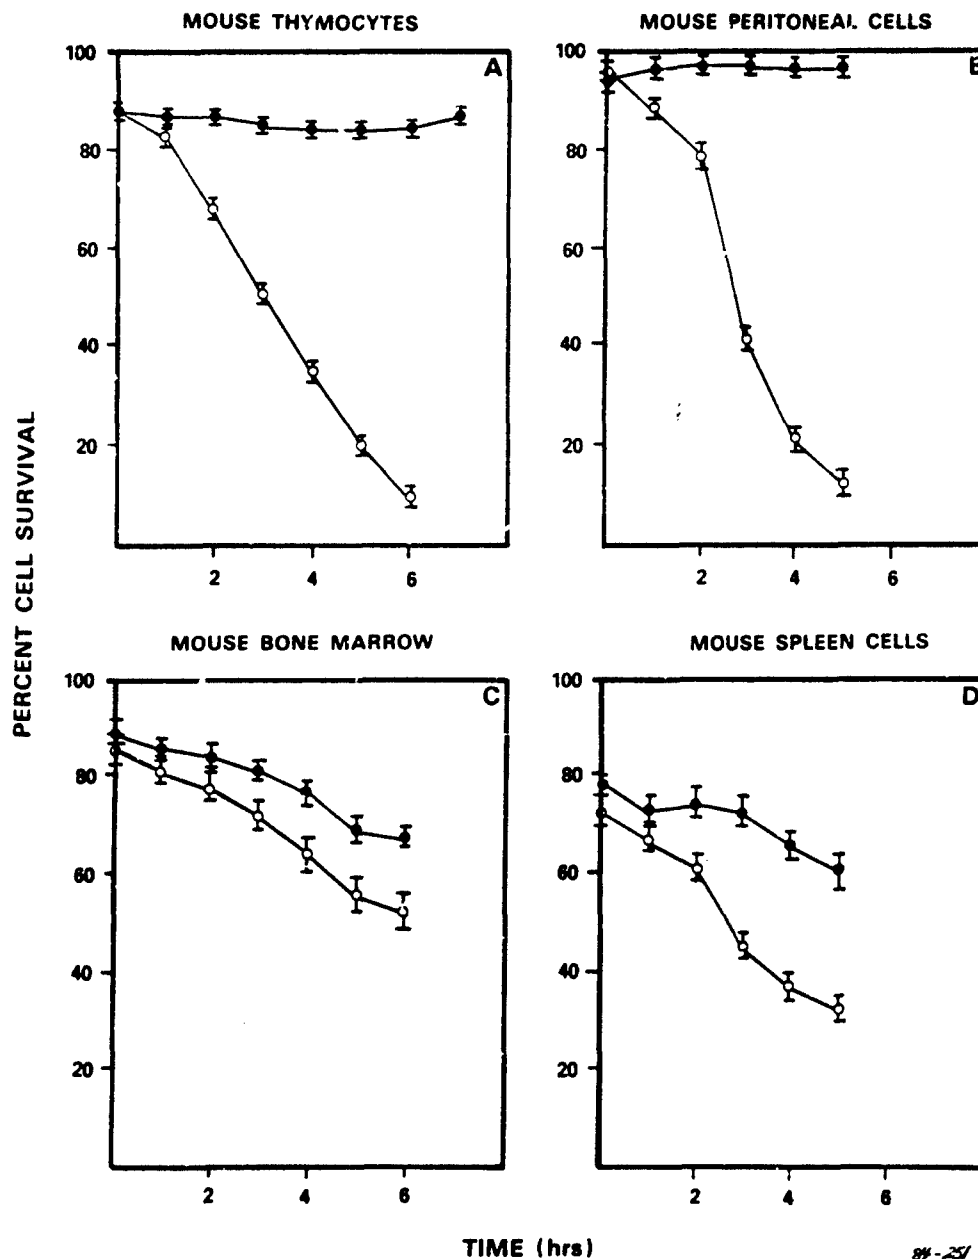 MOUSE THYMOCYTES
A
100
80
60
40
20
2 4 6
MOUSE PERITONEAL CELLS
100
80
60
40
20
2 4 6
PERCENT CELL SURVIVAL
MOUSE BONE MARROW
C
100
80
60
40
20
2 4 6
MOUSE SPLEEN CELLS
D
100
80
60
40
20
2 4 6
TIME (hrs)